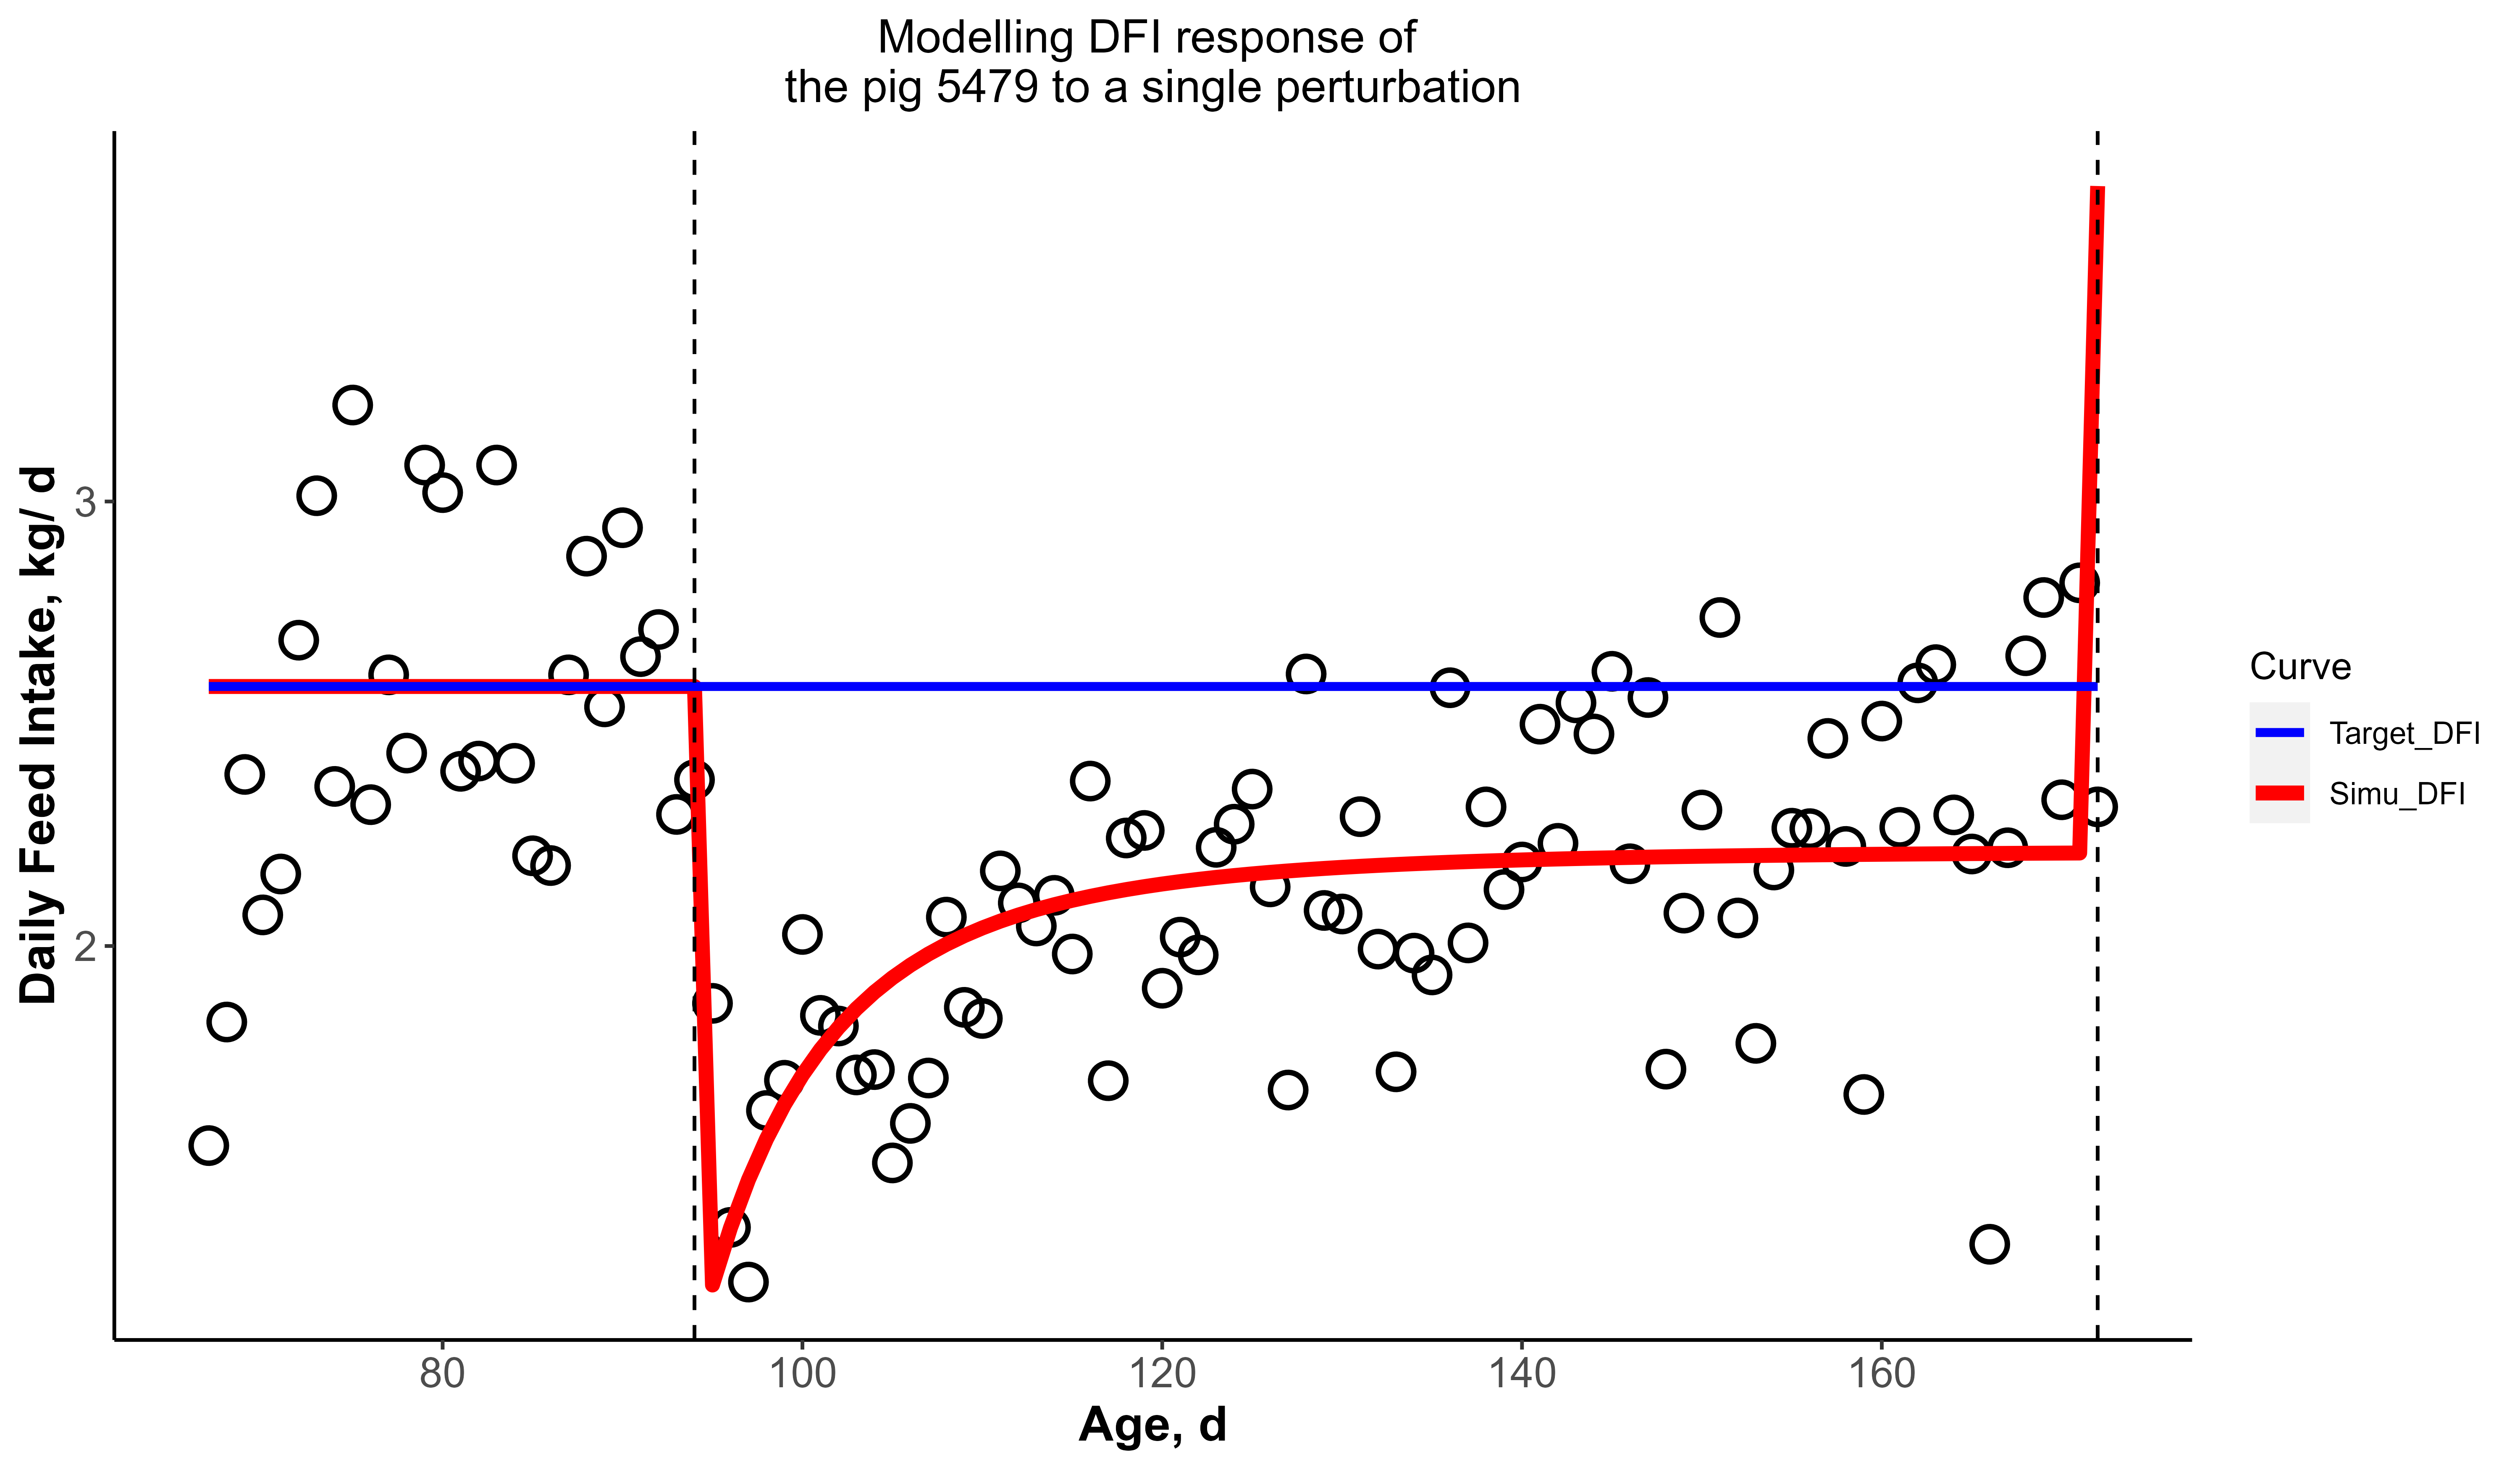 Modelling DFI response of
the pig 5479 to a single perturbation
Daily Feed Intake, kg/ d
3
2
80
100
120
140
160
Age, d
Curve
Target_DFI
Simu_DFI